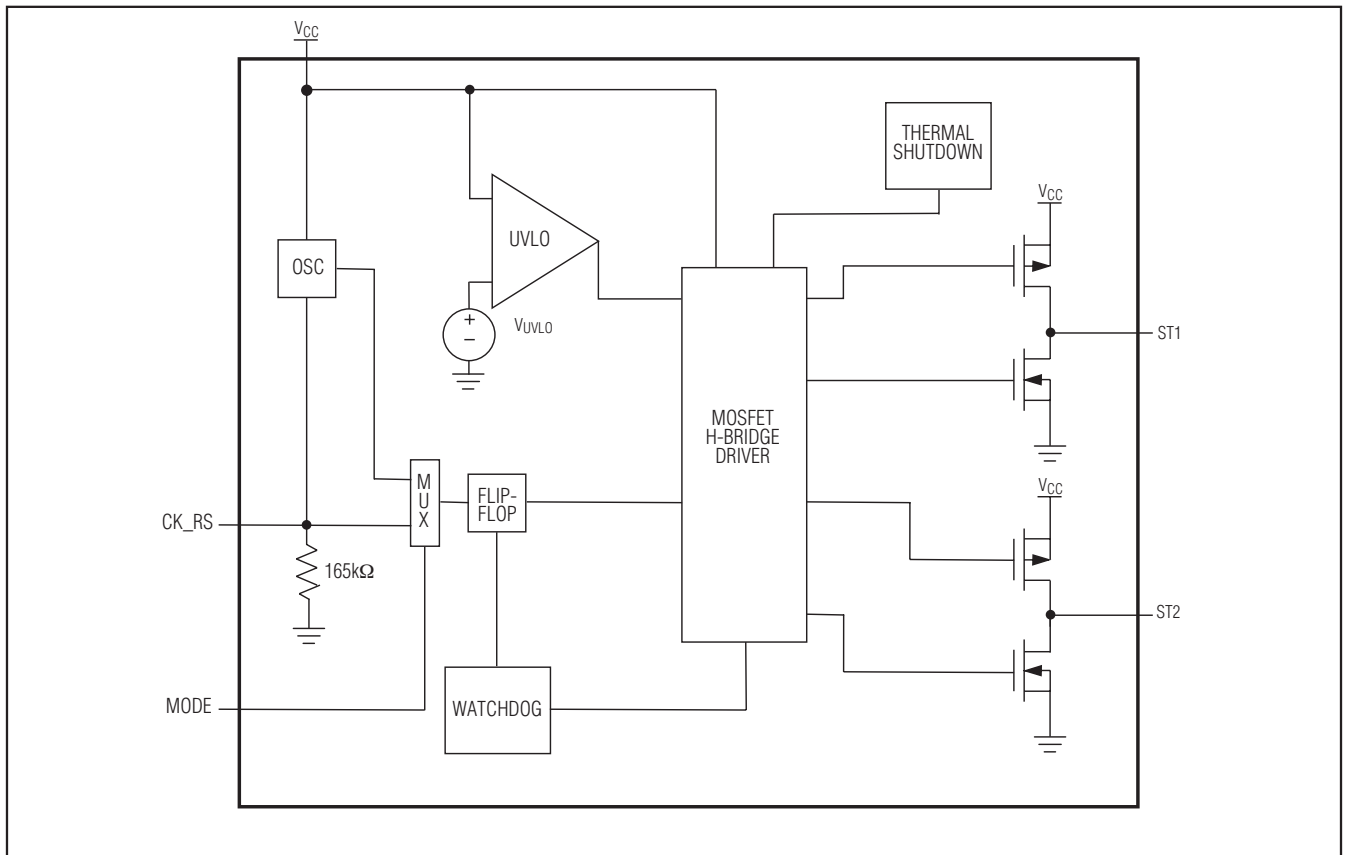 VCC
THERMAL
SHUTDOWN
VCC
UVLO
OSC
+
−
VUVLO
ST1
MOSFET
H-BRIDGE
DRIVER
M
U
X
FLIP-
FLOP
VCC
CK_RS
165kΩ
ST2
MODE
WATCHDOG